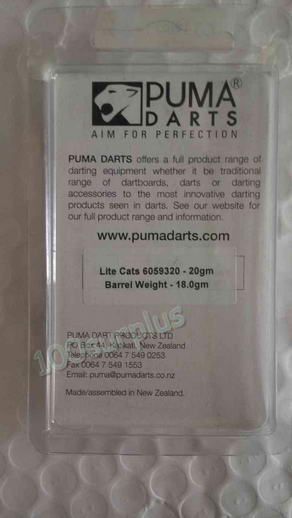 PUMA®
DARTS
AIM FOR PERFECTION
PUMA DARTS offers a full product range of
darting equipment whether it be traditional
range of dartboards, darts or darting
accessories to the most innovative darting
products seen in darts. See our website for
our full product range and information.
www.pumadarts.com
Lite Cats 6059320 - 20gm
Barrel Weight - 18.0gm
PUMA DART PRODUCTS LTD
PO Box 44, Katikati, New Zealand
Telephone 0064 7 549 0253
Fax 0064 7 549 1553
Email: puma@pumadarts.co.nz
Made/assembled in New Zealand.